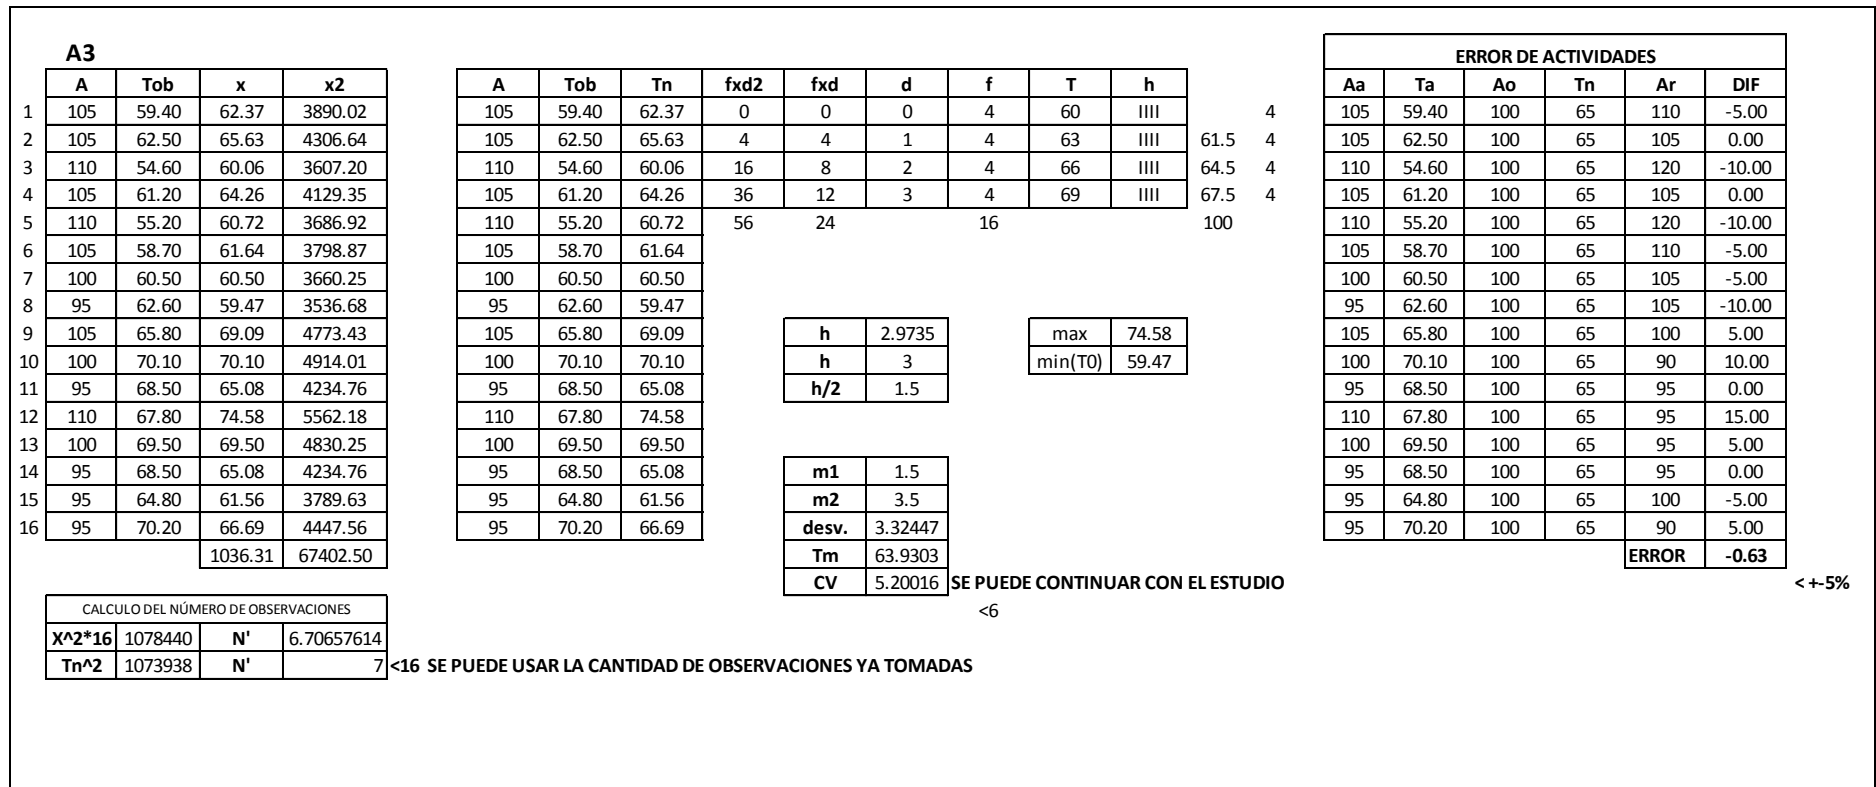 A3 ERROR DE ACTIVIDADES
A Tob x x2 A Tob Tn fxd2 fxd d f T h Aa Ta Ao Tn Ar DIF
1 105 59.40 62.37 3890.02 105 59.40 62.37 0 0 0 4 60 IIII 4 105 59.40 100 65 110 -5.00
2 105 62.50 65.63 4306.64 105 62.50 65.63 4 4 1 4 63 IIII 61.5 4 105 62.50 100 65 105 0.00
3 110 54.60 60.06 3607.20 110 54.60 60.06 16 8 2 4 66 IIII 64.5 4 110 54.60 100 65 120 -10.00
4 105 61.20 64.26 4129.35 105 61.20 64.26 36 12 3 4 69 IIII 67.5 4 105 61.20 100 65 105 0.00
5 110 55.20 60.72 3686.92 110 55.20 60.72 56 24 16 100 110 55.20 100 65 120 -10.00
6 105 58.70 61.64 3798.87 105 58.70 61.64 105 58.70 100 65 110 -5.00
7 100 60.50 60.50 3660.25 100 60.50 60.50 100 60.50 100 65 105 -5.00
8 95 62.60 59.47 3536.68 95 62.60 59.47 95 62.60 100 65 105 -10.00
9 105 65.80 69.09 4773.43 105 65.80 69.09 h 2.9735 max 74.58 105 65.80 100 65 100 5.00
10 100 70.10 70.10 4914.01 100 70.10 70.10 h 3 min(T0) 59.47 100 70.10 100 65 90 10.00
11 95 68.50 65.08 4234.76 95 68.50 65.08 h/2 1.5 95 68.50 100 65 95 0.00
12 110 67.80 74.58 5562.18 110 67.80 74.58 110 67.80 100 65 95 15.00
13 100 69.50 69.50 4830.25 100 69.50 69.50 100 69.50 100 65 95 5.00
14 95 68.50 65.08 4234.76 95 68.50 65.08 m1 1.5 95 68.50 100 65 95 0.00
15 95 64.80 61.56 3789.63 95 64.80 61.56 m2 3.5 95 64.80 100 65 100 -5.00
16 95 70.20 66.69 4447.56 95 70.20 66.69 desv. 3.32447 95 70.20 100 65 90 5.00
1036.31 67402.50 Tm 63.9303 ERROR -0.63
CV 5.20016 SE PUEDE CONTINUAR CON EL ESTUDIO < +-5%
CALCULO DEL NÚMERO DE OBSERVACIONES <6
X^2*16 1078440 N' 6.70657614
Tn^2 1073938 N' 7 <16 SE PUEDE USAR LA CANTIDAD DE OBSERVACIONES YA TOMADAS